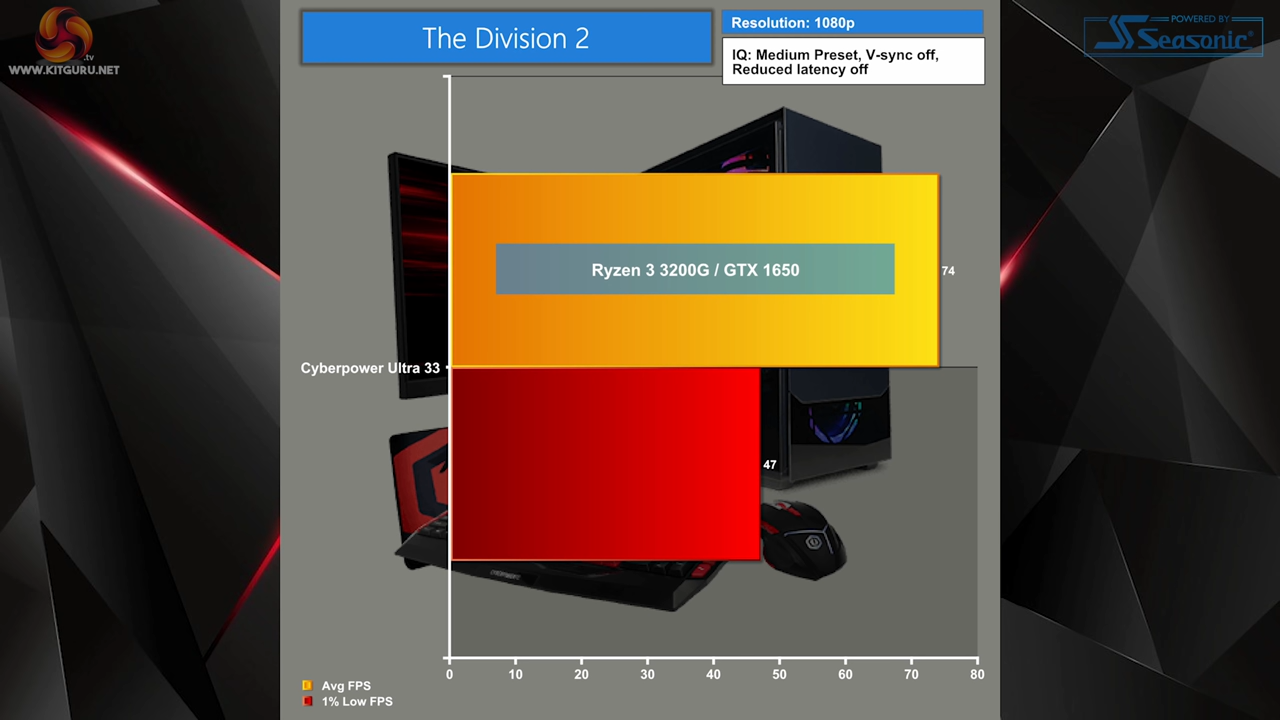 .tv
WWW.KITGURU.NET
The Division 2
Resolution: 1080p
IQ: Medium Preset, V-sync off,
Reduced latency off
POWERED BY
Seasonic
Ryzen 3 3200G / GTX 1650
74
Cyberpower Ultra 33
47
0 10 20 30 40 50 60 70 80
Avg FPS
1% Low FPS